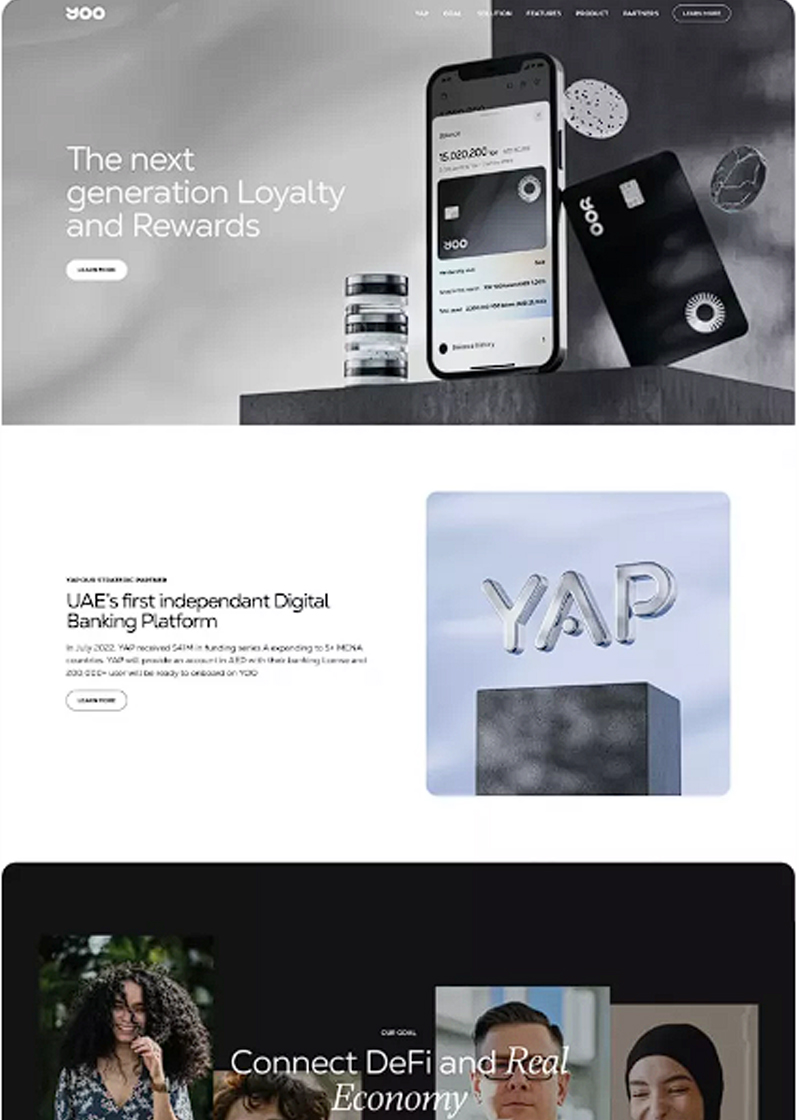 YOO
YAP GOAL SOLUTION FEATURES PRODUCT PARTNERS LEARN MORE
The next
generation Loyalty
and Rewards
LEARN MORE
Balance
15,020,200
YOO
YOO
YAP OUR STRATEGIC PARTNER
UAE's first independant Digital
Banking Platform
In July 2022, YAP received $41M in funding series A expanding to 5+ MENA
countries. YAP will provide an account in AED with their banking license and
200,000+ user will be ready to onboard on YOO
LEARN MORE
YAP
OUR GOAL
Connect DeFi and Real
Economy